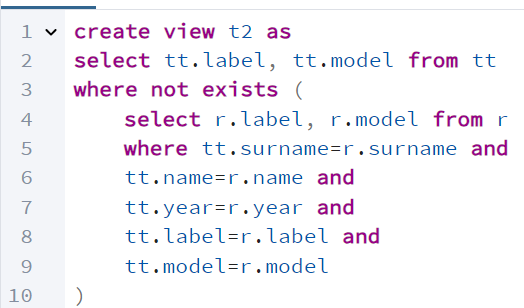 1 create view t2 as
2 select tt.label, tt.model from tt
3 where not exists (
4 select r.label, r.model from r
5 where tt.surname=r.surname and
6 tt.name=r.name and
7 tt.year=r.year and
8 tt.label=r.label and
9 tt.model=r.model
10 )